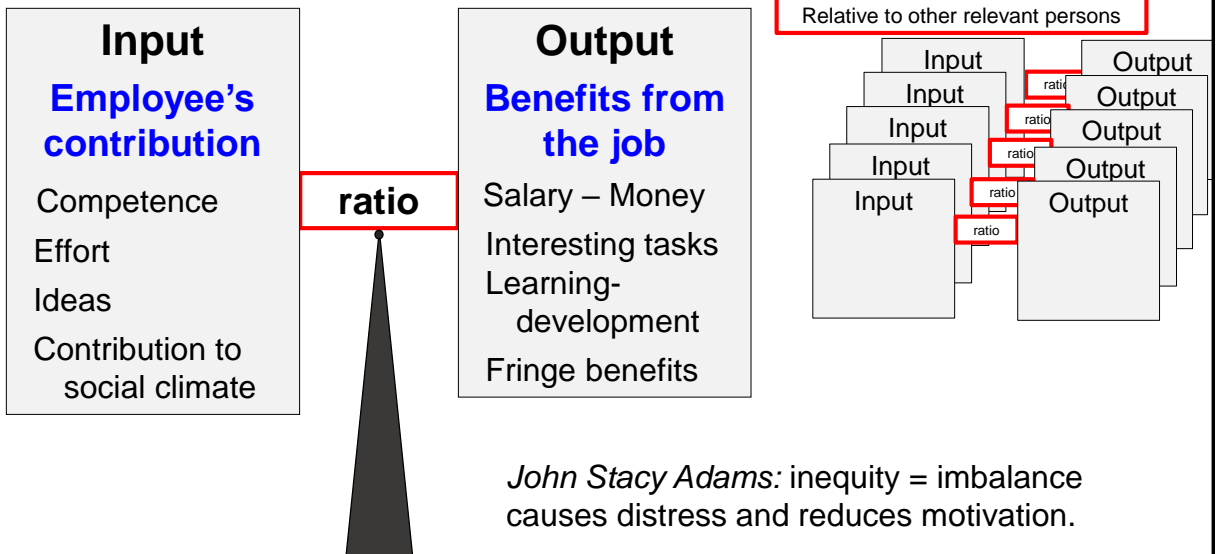 Input
Employee’s
contribution
Competence
Effort
Ideas
Contribution to
social climate
ratio
Output
Benefits from
the job
Salary – Money
Interesting tasks
Learning-
development
Fringe benefits
Relative to other relevant persons
Input
ratio
Output
Input
ratio
Output
Input
ratio
Output
Input
ratio
Output
Input
ratio
Output
John Stacy Adams: inequity = imbalance
causes distress and reduces motivation.